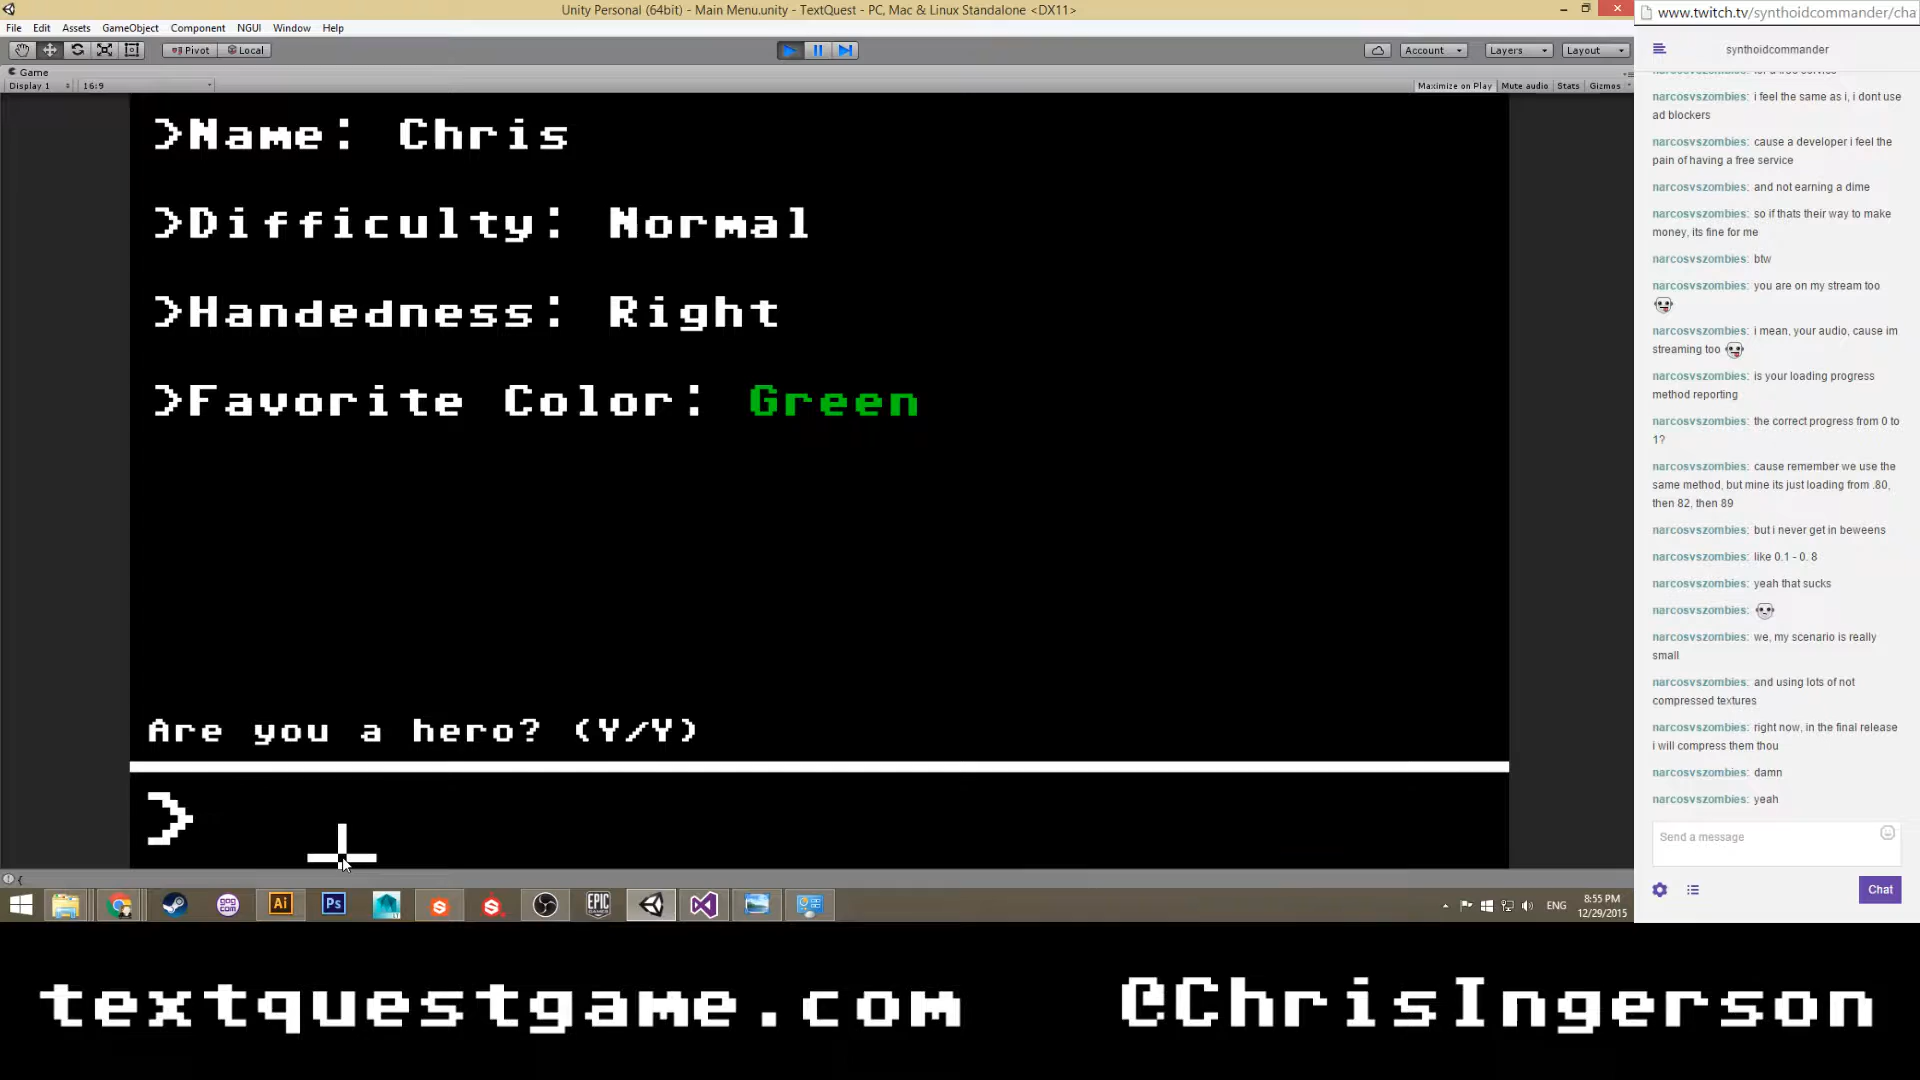 Unity Personal (64bit) - Main Menu.unity - TextQuest - PC, Mac & Linux Standalone <DX11>
File Edit Assets GameObject Component NGUI Window Help
Pivot Local Account Layers Layout
Game
Display 1 16:9 Maximize on Play Mute audio Stats Gizmos
>Name: Chris
>Difficulty: Normal
>Handedness: Right
>Favorite Color: Green
Are you a hero? (Y/Y)
>
{
Ai Ps EPIC GAMES
ENG
8:55 PM
12/29/2015
www.twitch.tv/synthoidcommander/cha
synthoidcommander
narcosvszombies: i feel the same as i, i dont use
ad blockers
narcosvszombies: cause a developer i feel the
pain of having a free service
narcosvszombies: and not earning a dime
narcosvszombies: so if thats their way to make
money, its fine for me
narcosvszombies: btw
narcosvszombies: you are on my stream too
narcosvszombies: i mean, your audio, cause im
streaming too
narcosvszombies: is your loading progress
method reporting
narcosvszombies: the correct progress from 0 to
1?
narcosvszombies: cause remember we use the
same method, but mine its just loading from .80,
then 82, then 89
narcosvszombies: but i never get in beweens
narcosvszombies: like 0.1 - 0. 8
narcosvszombies: yeah that sucks
narcosvszombies:
narcosvszombies: we, my scenario is really
small
narcosvszombies: and using lots of not
compressed textures
narcosvszombies: right now, in the final release
i will compress them thou
narcosvszombies: damn
narcosvszombies: yeah
Send a message
Chat
textquestgame.com @ChrisIngerson